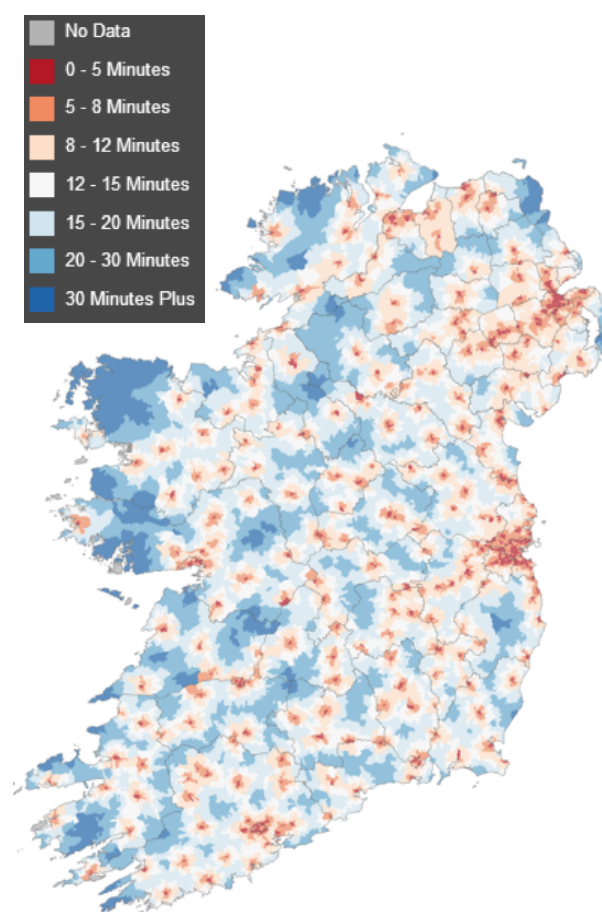 No Data
0 - 5 Minutes
5 - 8 Minutes
8 - 12 Minutes
12 - 15 Minutes
15 - 20 Minutes
20 - 30 Minutes
30 Minutes Plus